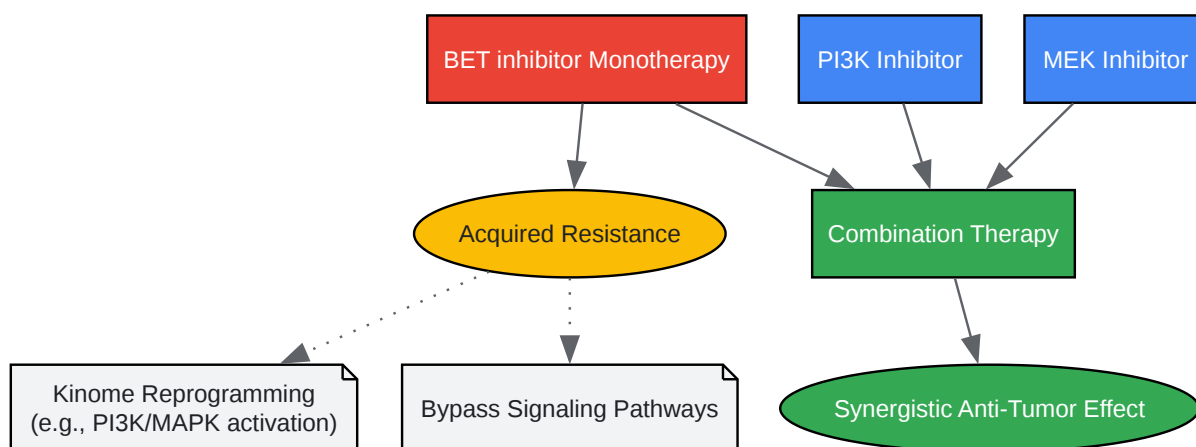 BET inhibitor Monotherapy
PI3K Inhibitor
MEK Inhibitor
Acquired Resistance
Combination Therapy
Kinome Reprogramming
(e.g., PI3K/MAPK activation)
Bypass Signaling Pathways
Synergistic Anti-Tumor Effect